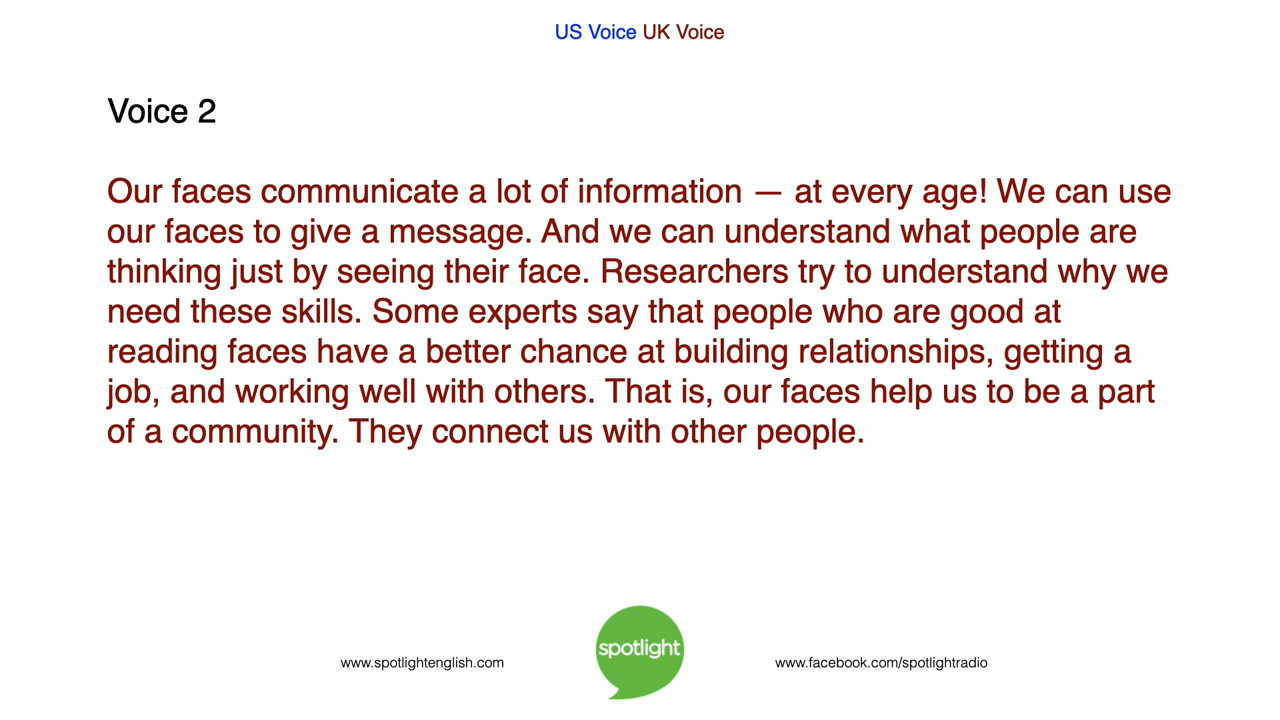 US Voice UK Voice
Voice 2
Our faces communicate a lot of information — at every age! We can use
our faces to give a message. And we can understand what people are
thinking just by seeing their face. Researchers try to understand why we
need these skills. Some experts say that people who are good at
reading faces have a better chance at building relationships, getting a
job, and working well with others. That is, our faces help us to be a part
of a community. They connect us with other people.
www.spotlightenglish.com
spotlight
www.facebook.com/spotlightradio